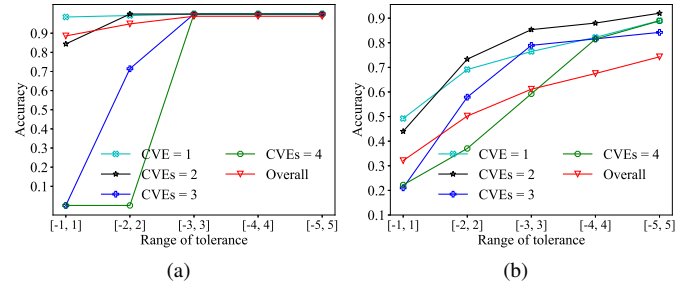 0.9
0.8
0.7
0.6
0.5
0.4
0.3
0.2
0.1
Accuracy
CVE = 1
CVEs = 2
CVEs = 3
CVEs = 4
Overall
[-1, 1]
[-2, 2]
[-3, 3]
[-4, 4]
[-5, 5]
Range of tolerance
(a)
0.9
0.8
0.7
0.6
0.5
0.4
0.3
0.2
0.1
Accuracy
CVE = 1
CVEs = 2
CVEs = 3
CVEs = 4
Overall
[-1, 1]
[-2, 2]
[-3, 3]
[-4, 4]
[-5, 5]
Range of tolerance
(b)